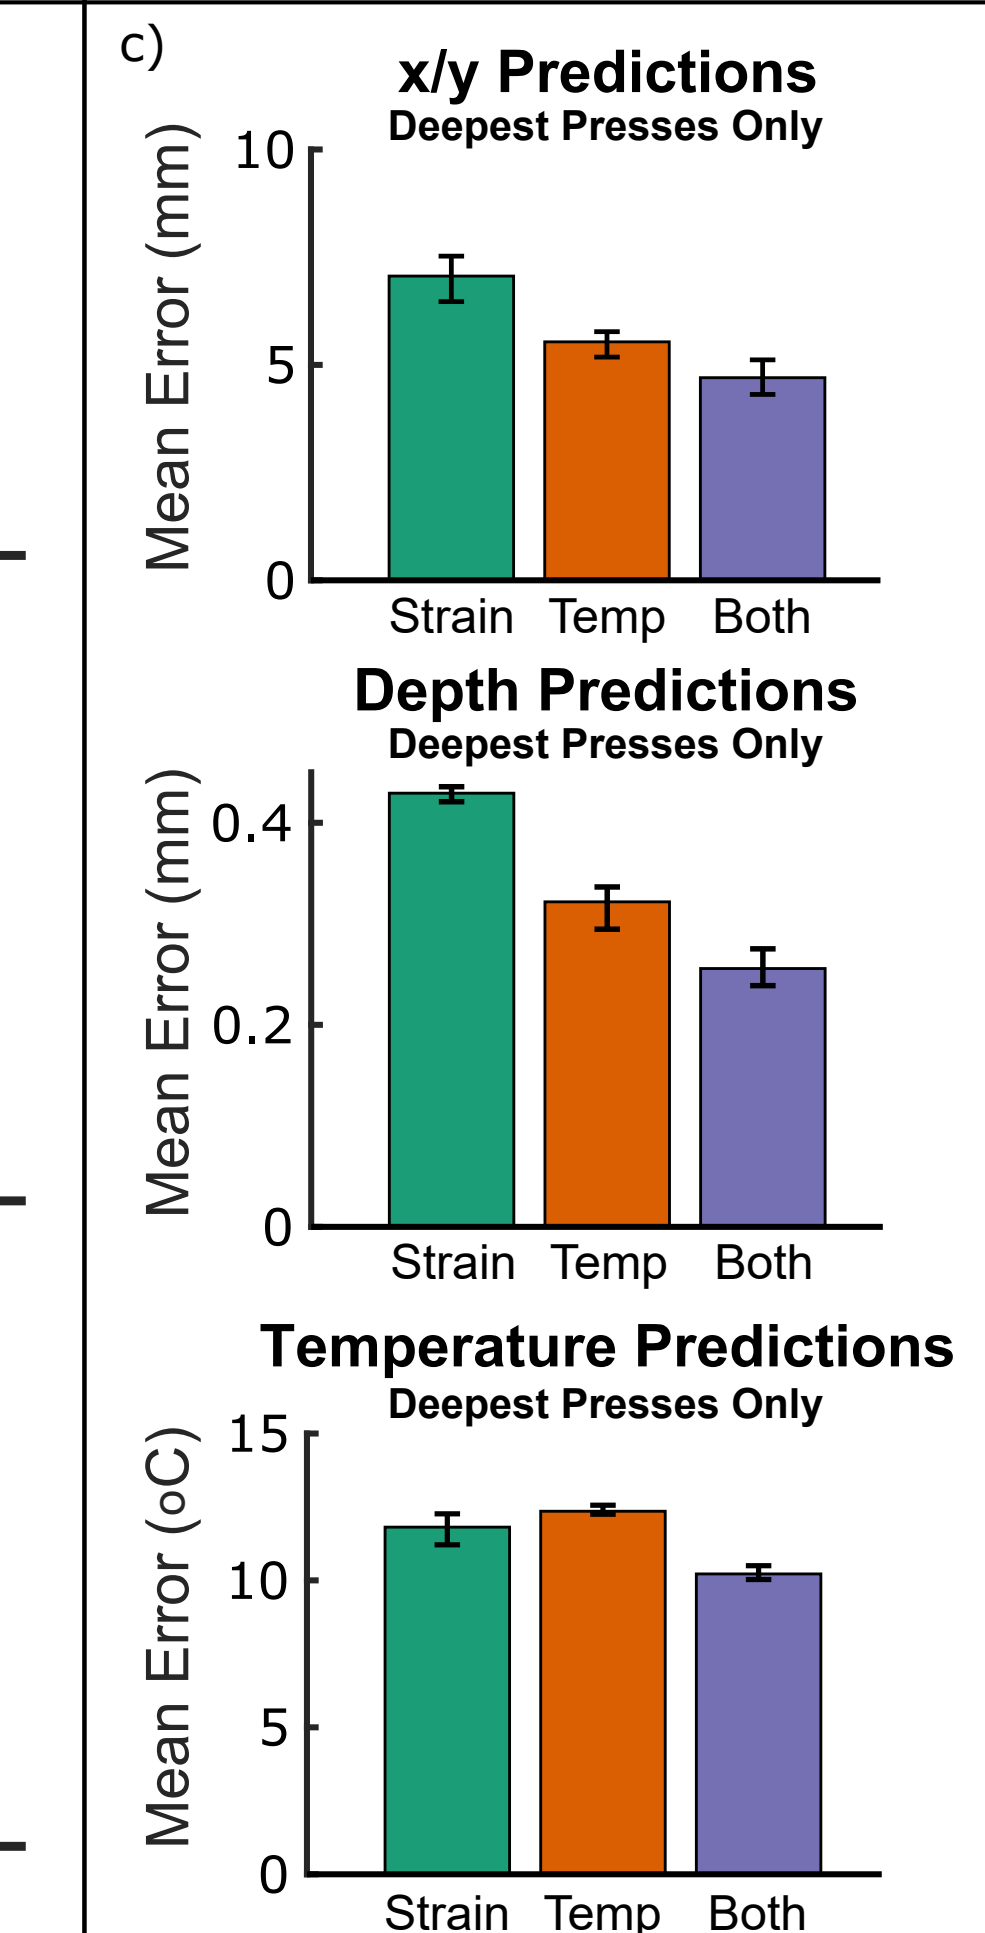 c)
x/y Predictions
Deepest Presses Only
Mean Error (mm)
10
5
0
Strain Temp Both
Depth Predictions
Deepest Presses Only
Mean Error (mm)
0.4
0.2
0
Strain Temp Both
Temperature Predictions
Deepest Presses Only
Mean Error (oC)
15
10
5
0
Strain Temp Both